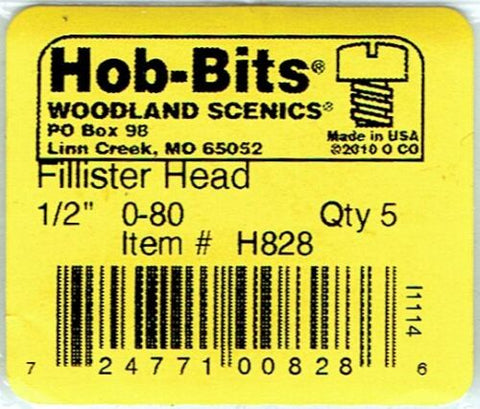 Hob-Bits®
WOODLAND SCENICS®
PO Box 98
Linn Creek, MO 65052
Made in USA
©2010 O CO
Fillister Head
1/2" 0-80 Qty 5
Item # H828
I1114
7 24771 00828 6